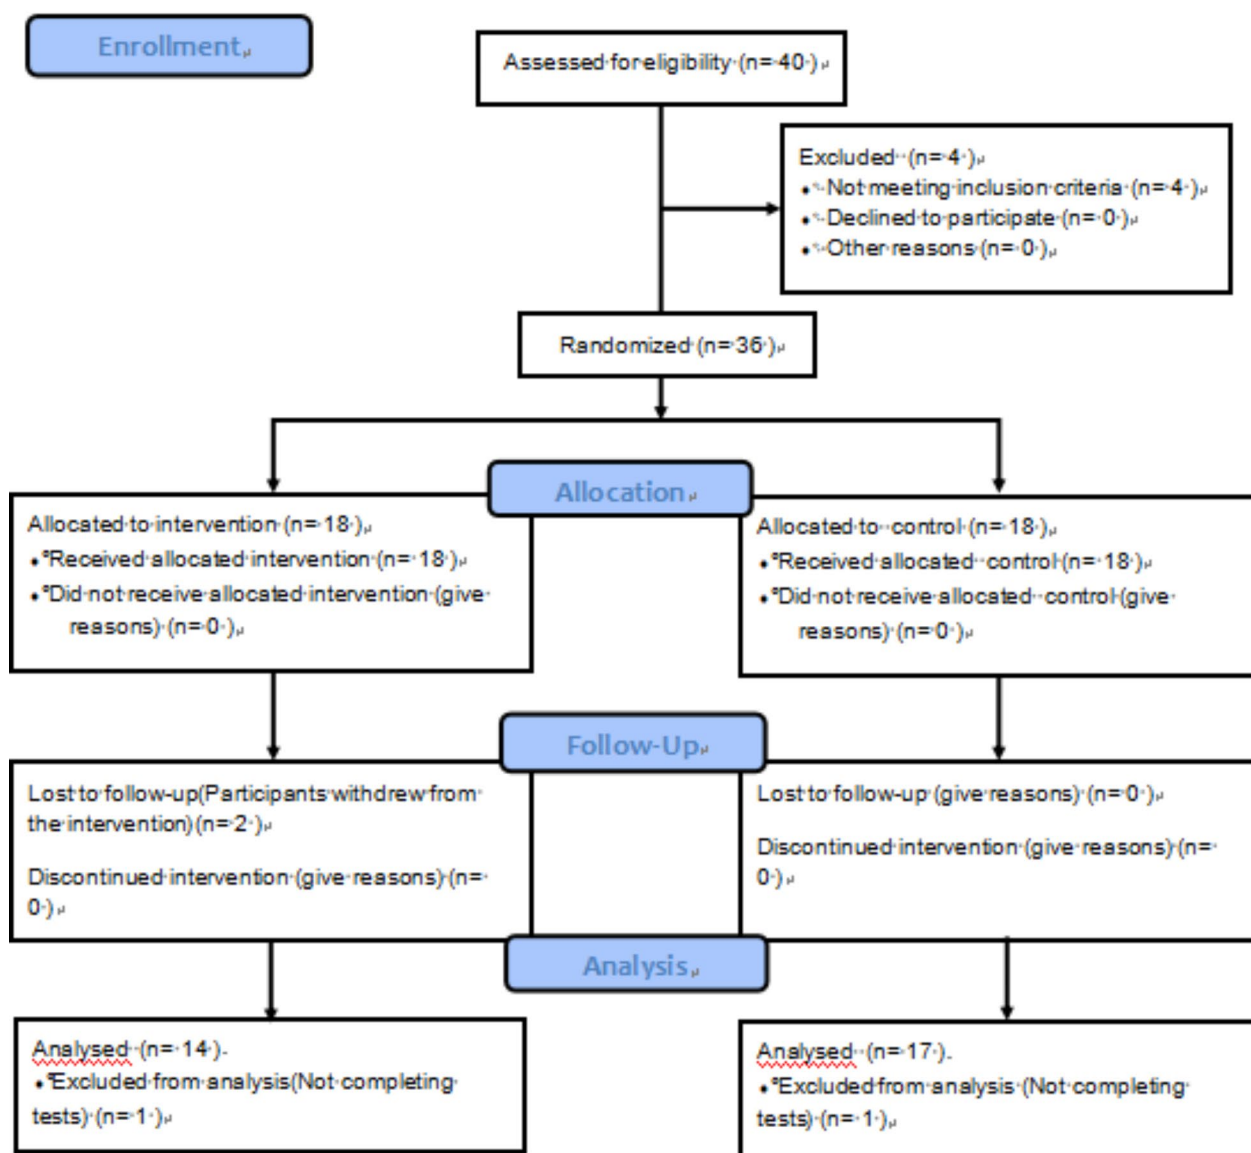 Enrollment
Assessed for eligibility (n= 40 )
Excluded (n= 4 )
• Not meeting inclusion criteria (n= 4 )
• Declined to participate (n= 0 )
• Other reasons (n= 0 )
Randomized (n= 36 )
Allocation
Allocated to intervention (n= 18 )
• Received allocated intervention (n= 18 )
• Did not receive allocated intervention (give
reasons) (n= 0 )
Allocated to control (n= 18 )
• Received allocated control (n= 18 )
• Did not receive allocated control (give
reasons) (n= 0 )
Follow-Up
Lost to follow-up(Participants withdrew from
the intervention)(n= 2 )
Discontinued intervention (give reasons) (n=
0 )
Lost to follow-up (give reasons) (n= 0 )
Discontinued intervention (give reasons) (n=
0 )
Analysis
Analysed (n= 14 ).
• Excluded from analysis(Not completing
tests) (n= 1 )
Analysed (n= 17 ).
• Excluded from analysis (Not completing
tests) (n= 1 )